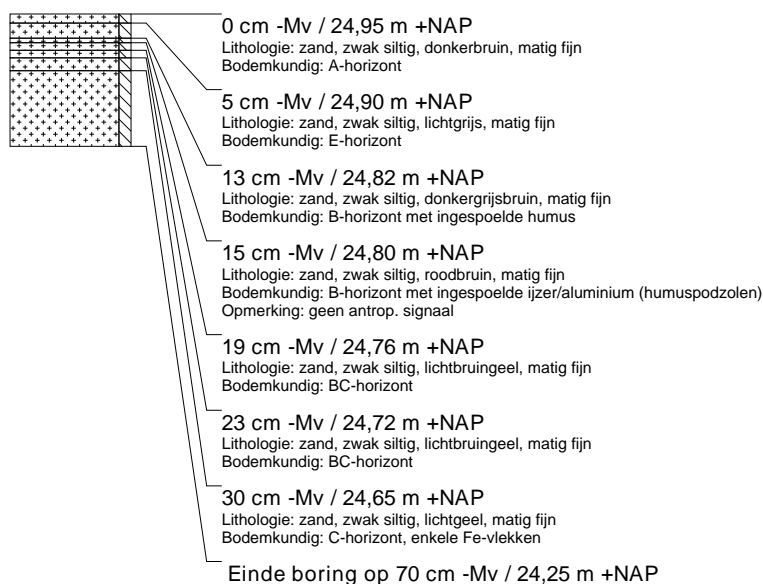 0 cm -Mv / 24,95 m +NAP
Lithologie: zand, zwak siltig, donkerbruin, matig fijn
Bodemkundig: A-horizont
5 cm -Mv / 24,90 m +NAP
Lithologie: zand, zwak siltig, lichtgrijs, matig fijn
Bodemkundig: E-horizont
13 cm -Mv / 24,82 m +NAP
Lithologie: zand, zwak siltig, donkergrijsbruin, matig fijn
Bodemkundig: B-horizont met ingespoelde humus
15 cm -Mv / 24,80 m +NAP
Lithologie: zand, zwak siltig, roodbruin, matig fijn
Bodemkundig: B-horizont met ingespoelde ijzer/aluminium (humuspodzolen)
Opmerking: geen antrop. signaal
19 cm -Mv / 24,76 m +NAP
Lithologie: zand, zwak siltig, lichtbruingeel, matig fijn
Bodemkundig: BC-horizont
23 cm -Mv / 24,72 m +NAP
Lithologie: zand, zwak siltig, lichtbruingeel, matig fijn
Bodemkundig: BC-horizont
30 cm -Mv / 24,65 m +NAP
Lithologie: zand, zwak siltig, lichtgeel, matig fijn
Bodemkundig: C-horizont, enkele Fe-vlekken
Einde boring op 70 cm -Mv / 24,25 m +NAP